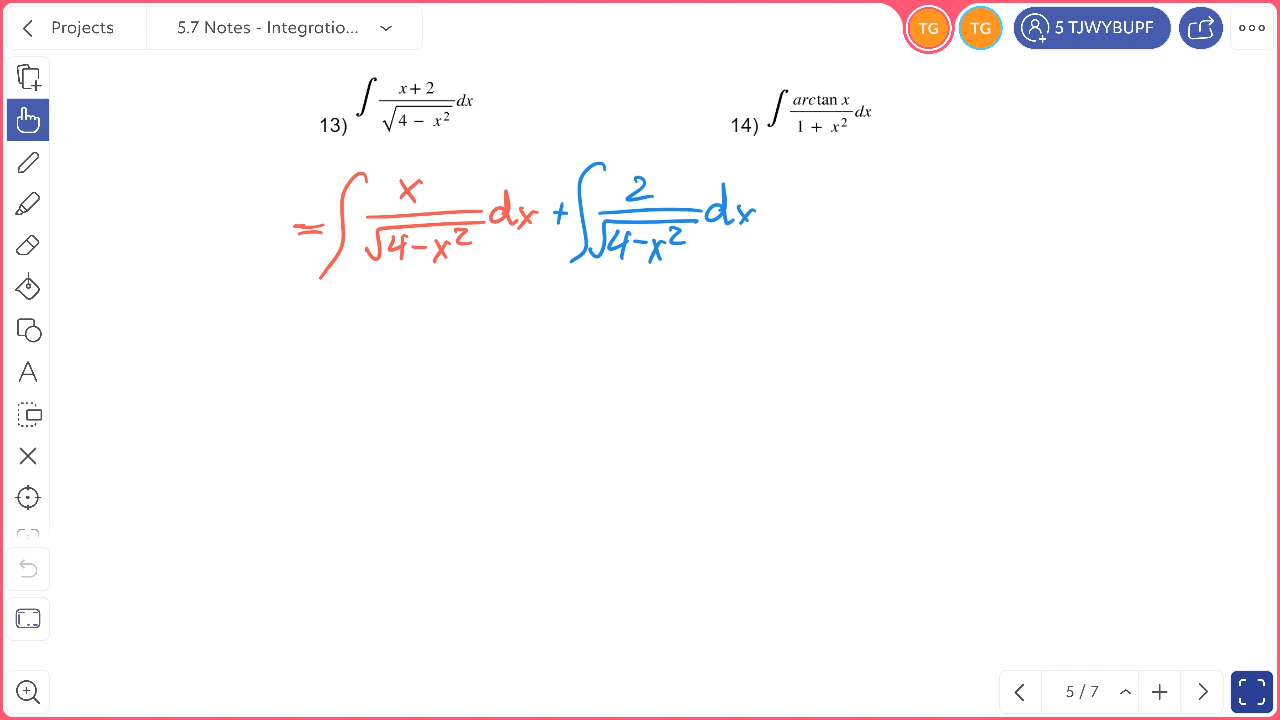 Projects
5.7 Notes - Integratio...
TG
TG
5 TJWYBUPF
13) ∫ (x + 2)/√(4 − x²) dx
14) ∫ (arctan x)/(1 + x²) dx
= ∫ x/√(4−x²) dx + ∫ 2/√(4−x²) dx
A
5 / 7